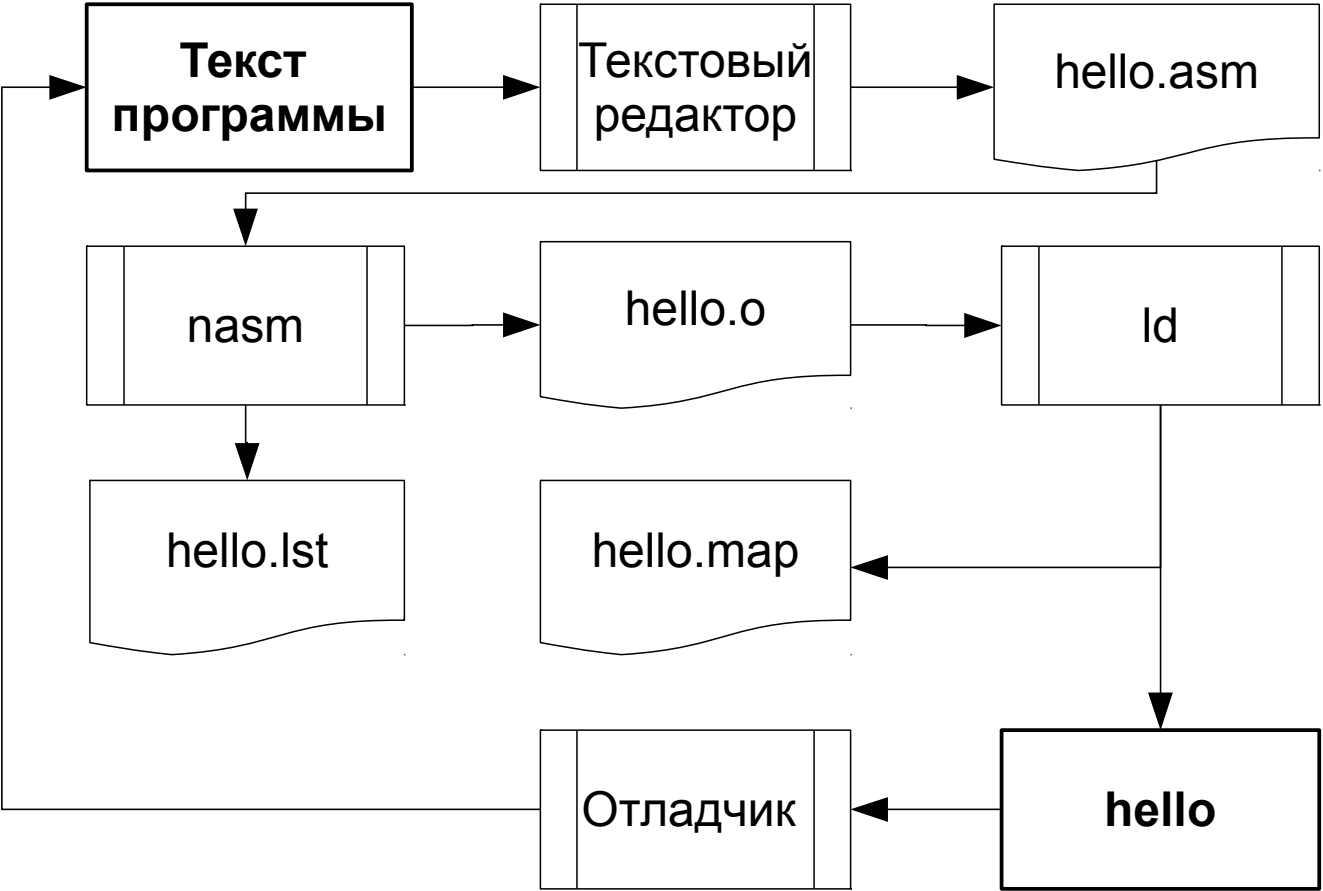 Текст
программы
Текстовый
редактор
hello.asm
nasm
hello.o
ld
hello.lst
hello.map
Отладчик
hello